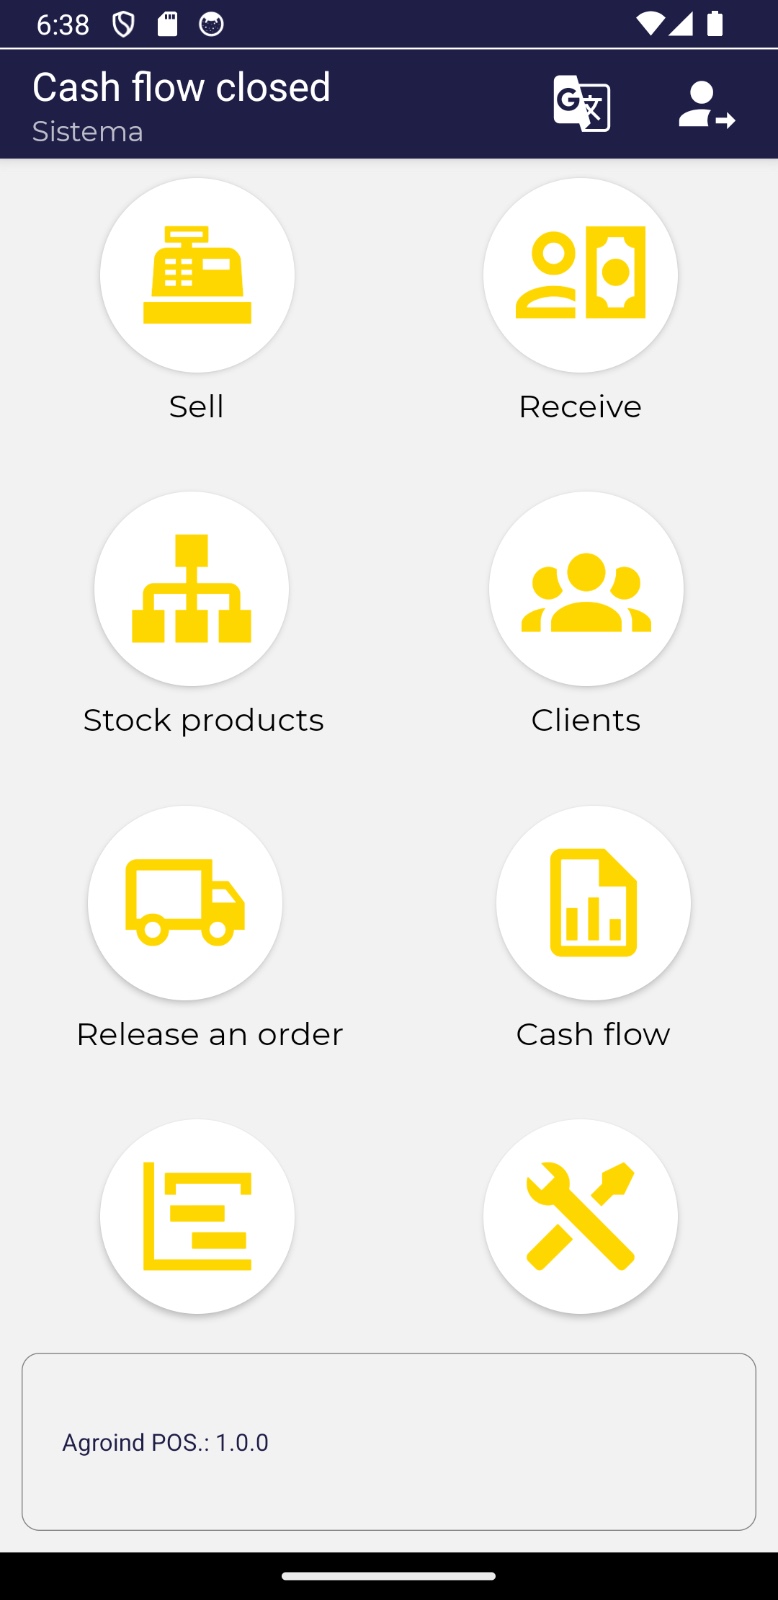 6:38
Cash flow closed
Sistema
Sell
Receive
Stock products
Clients
Release an order
Cash flow
Agroind POS.: 1.0.0